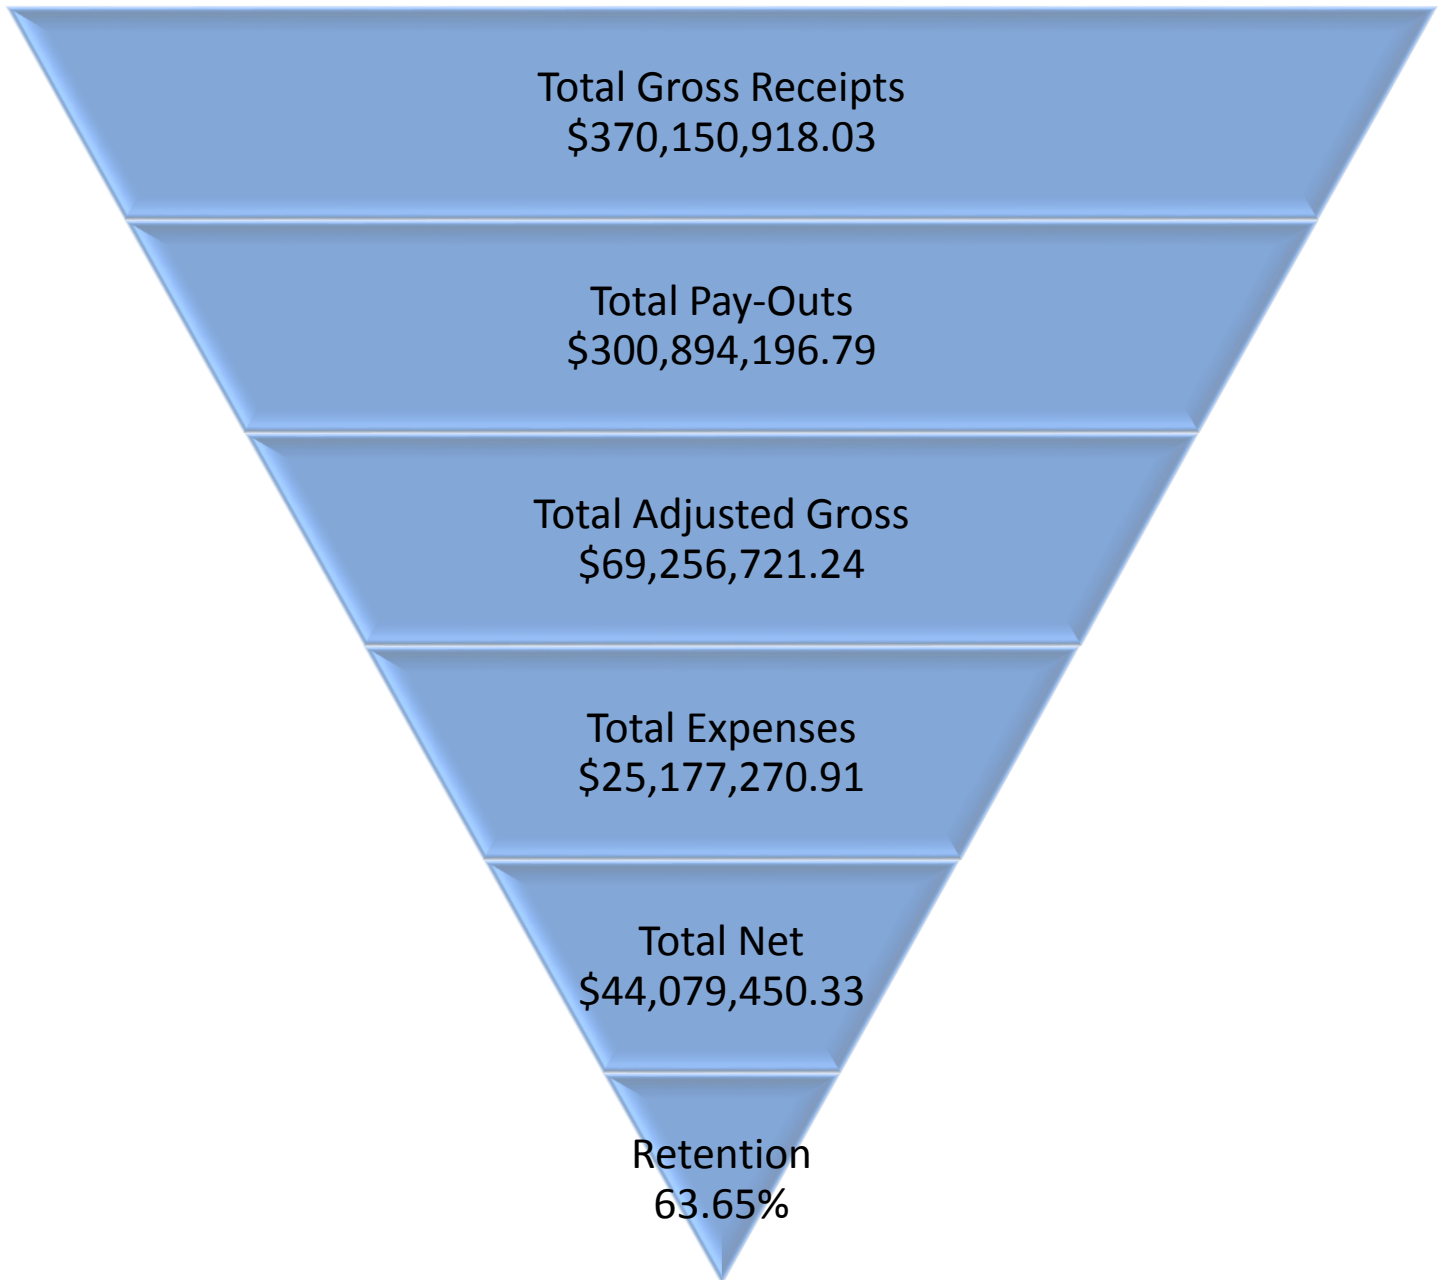 Total Gross Receipts
$370,150,918.03
Total Pay-Outs
$300,894,196.79
Total Adjusted Gross
$69,256,721.24
Total Expenses
$25,177,270.91
Total Net
$44,079,450.33
Retention
63.65%